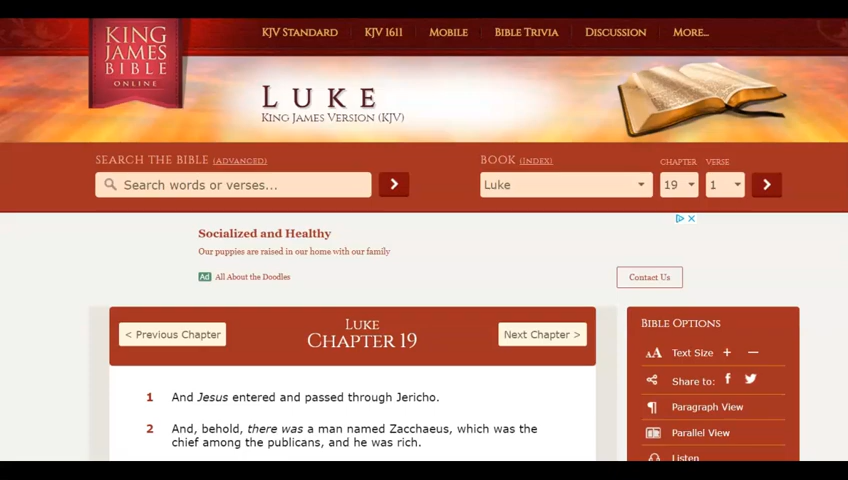 KING
JAMES
BIBLE
ONLINE
KJV STANDARD KJV 1611 MOBILE BIBLE TRIVIA DISCUSSION MORE...
LUKE
KING JAMES VERSION (KJV)
SEARCH THE BIBLE (ADVANCED)
BOOK (INDEX) CHAPTER VERSE
Search words or verses...
Luke 19 1
Socialized and Healthy
Our puppies are raised in our home with our family
Ad All About the Doodles
Contact Us
< Previous Chapter
LUKE
CHAPTER 19
Next Chapter >
1 And Jesus entered and passed through Jericho.
2 And, behold, there was a man named Zacchaeus, which was the
chief among the publicans, and he was rich.
BIBLE OPTIONS
AA Text Size + —
Share to:
Paragraph View
Parallel View
Listen